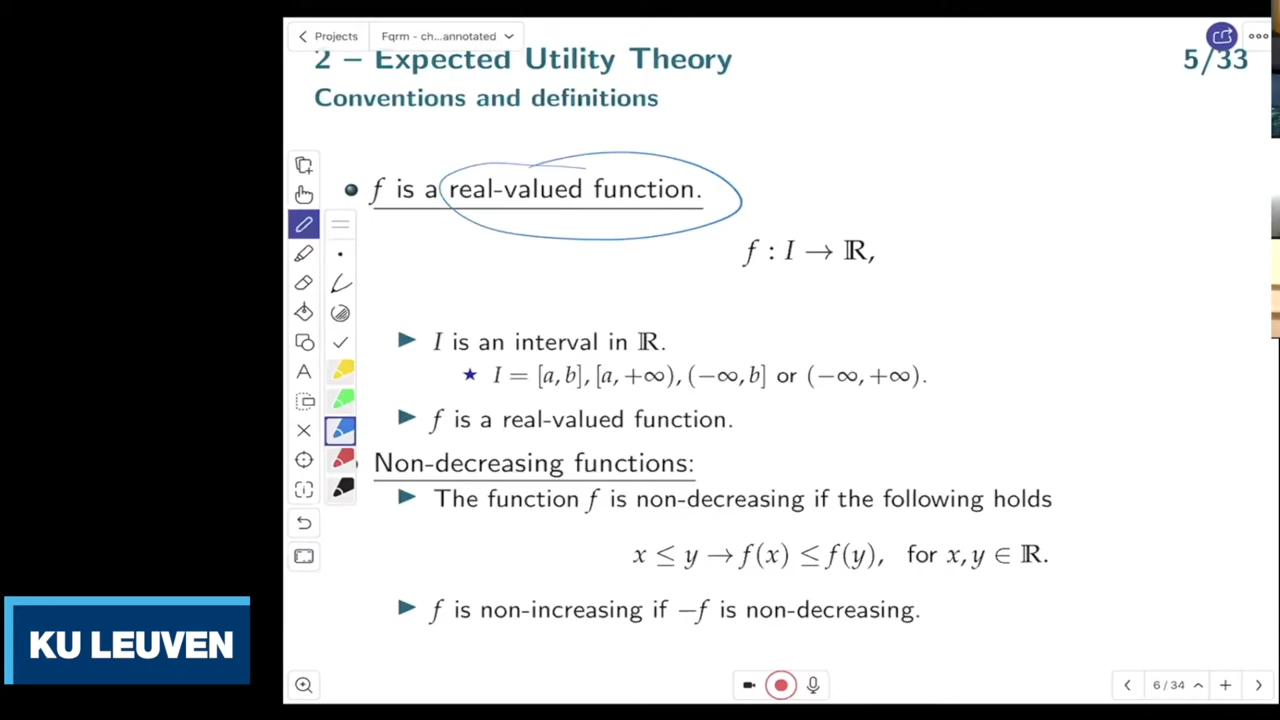 Projects
Fqrm - ch...annotated
2 – Expected Utility Theory
5/33
Conventions and definitions
f is a real-valued function.
f : I → ℝ,
I is an interval in ℝ.
★ I = [a, b], [a, +∞), (−∞, b] or (−∞, +∞).
f is a real-valued function.
Non-decreasing functions:
The function f is non-decreasing if the following holds
x ≤ y → f(x) ≤ f(y), for x, y ∈ ℝ.
f is non-increasing if −f is non-decreasing.
KU LEUVEN
6 / 34